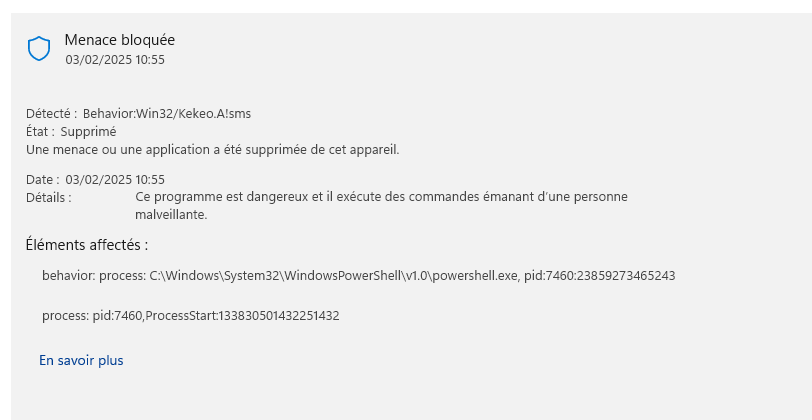 Menace bloquée
03/02/2025 10:55
Détecté : Behavior:Win32/Kekeo.A!sms
État : Supprimé
Une menace ou une application a été supprimée de cet appareil.
Date : 03/02/2025 10:55
Détails : Ce programme est dangereux et il exécute des commandes émanant d'une personne
malveillante.
Éléments affectés :
behavior: process: C:\Windows\System32\WindowsPowerShell\v1.0\powershell.exe, pid:7460:23859273465243
process: pid:7460,ProcessStart:133830501432251432
En savoir plus